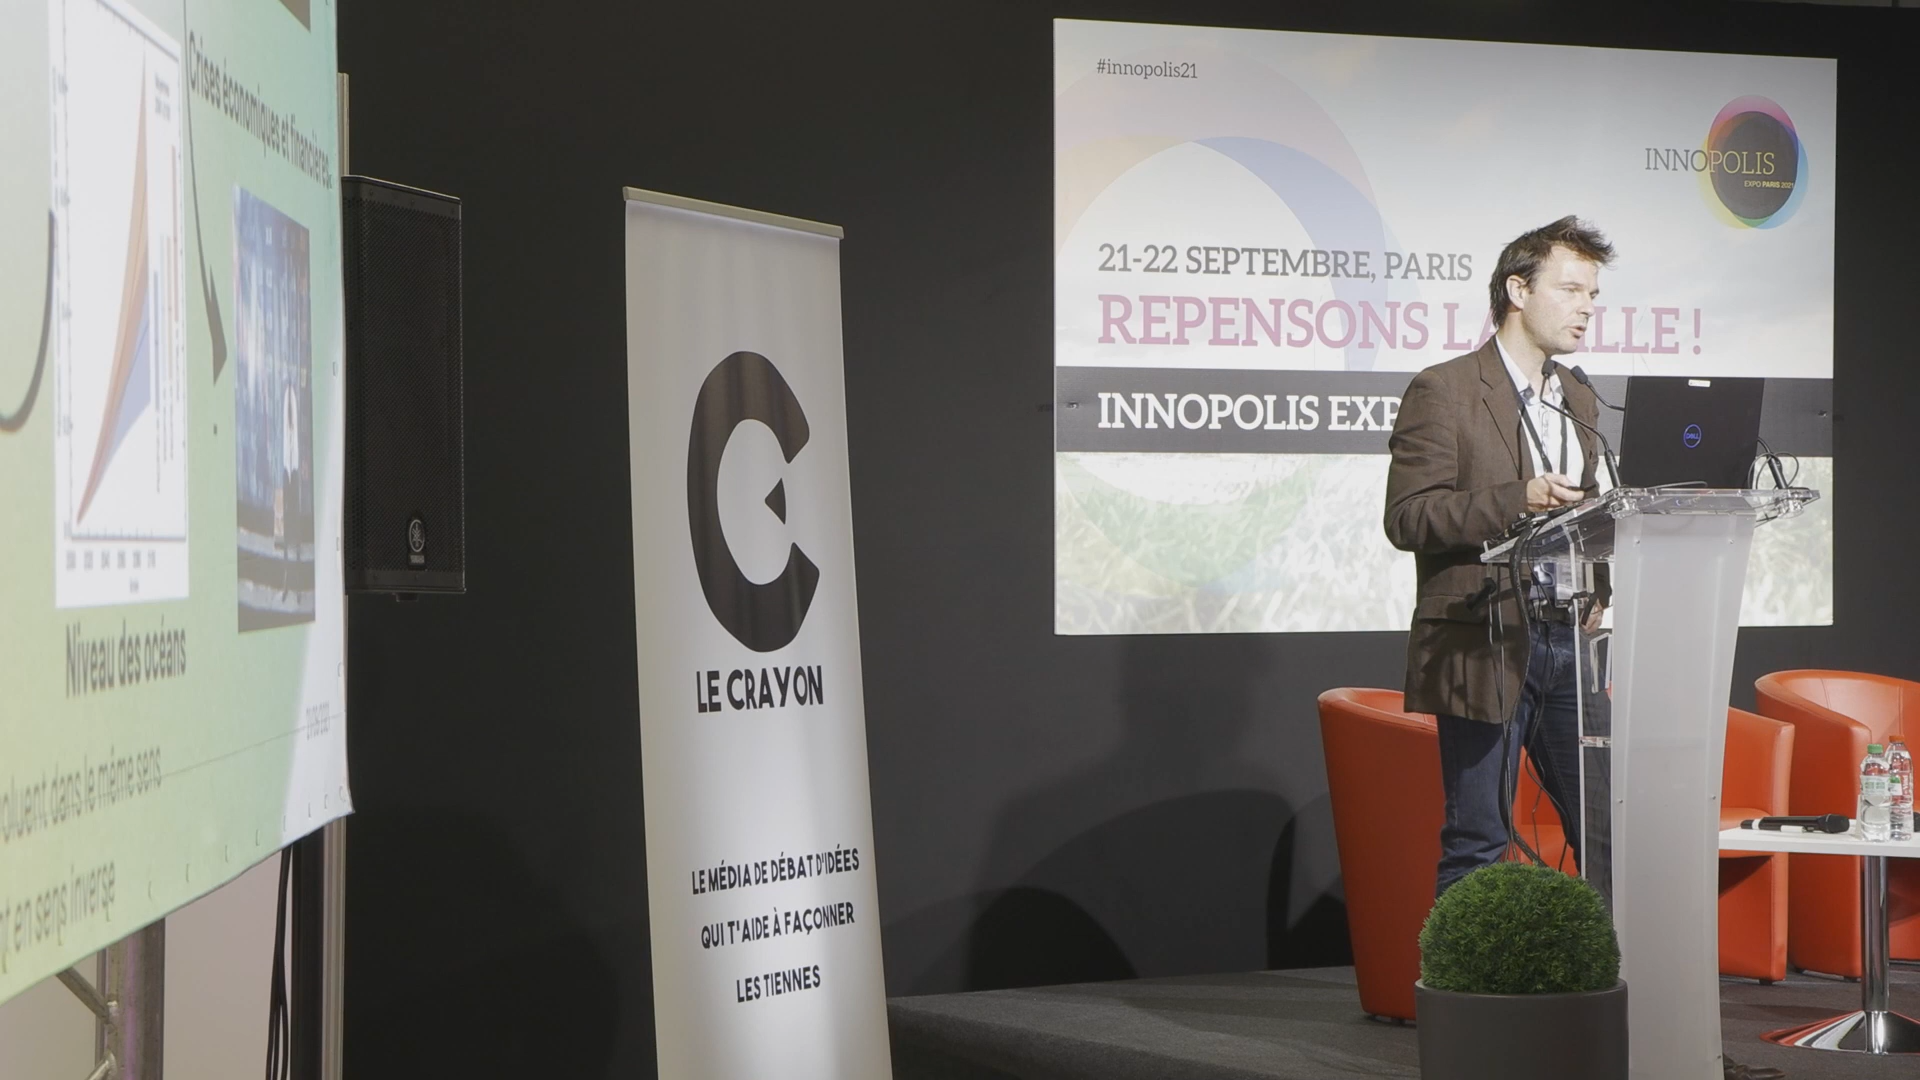 Crises économiques et financières.
Niveau des océans
dans le même sens
en sens inverse
LE CRAYON
LE MÉDIA DE DÉBAT D'IDÉES
QUI T'AIDE À FAÇONNER
LES TIENNES
#innopolis21
INNOPOLIS
EXPO PARIS 2021
21-22 SEPTEMBRE, PARIS
REPENSONS LA ILLE !
INNOPOLIS EXP
DELL